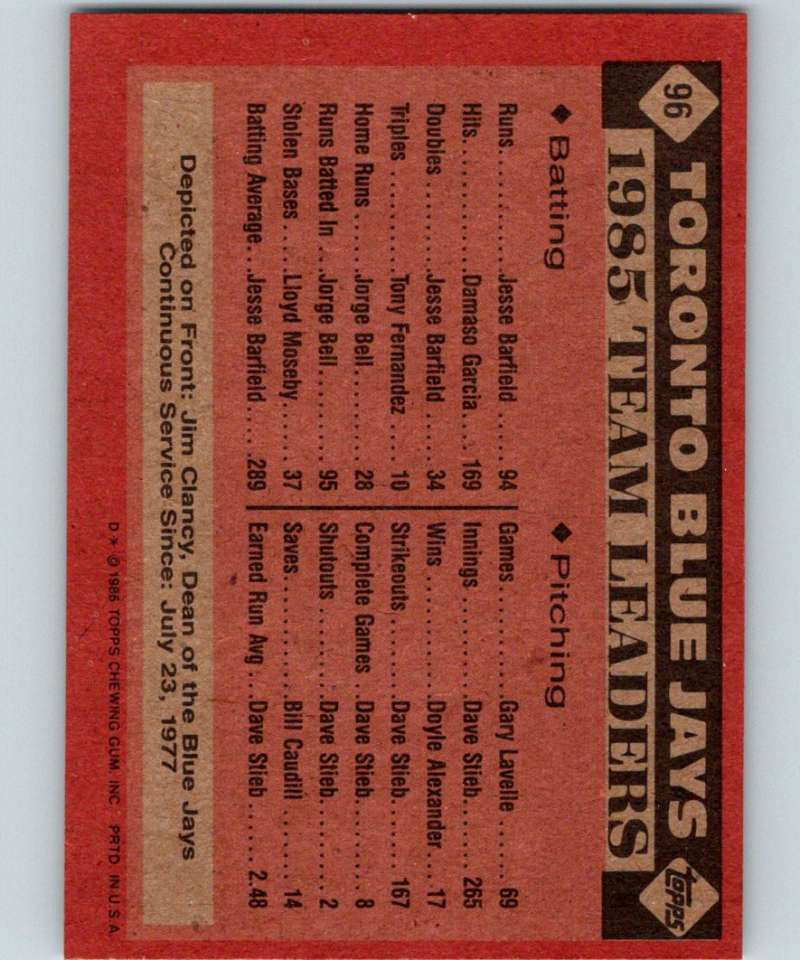 96
TORONTO BLUE JAYS
1985 TEAM LEADERS
TOPPS
◆ Batting
Runs............Jesse Barfield.....94
Hits............Damaso Garcia...169
Doubles.........Jesse Barfield.....34
Triples.........Tony Fernandez....10
Home Runs.....Jorge Bell........28
Runs Batted In..Jorge Bell........95
Stolen Bases....Lloyd Moseby.....37
Batting Average..Jesse Barfield.....289
◆ Pitching
Games............Gary Lavelle......69
Innings...........Dave Stieb.......265
Wins.............Doyle Alexander...17
Strikeouts........Dave Stieb.......167
Complete Games..Dave Stieb........8
Shutouts.........Dave Stieb........2
Saves............Bill Caudill.......14
Earned Run Avg...Dave Stieb......2.48
Depicted on Front: Jim Clancy, Dean of the Blue Jays
Continuous Service Since: July 23, 1977
D* © 1986 TOPPS CHEWING GUM. INC. PRTD. IN U.S.A.